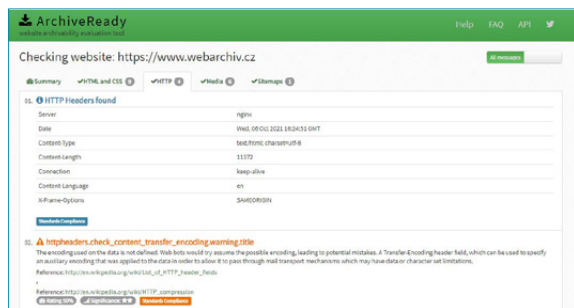 ArchiveReady
website archivability evaluation tool
Help FAQ API
Checking website: https://www.webarchiv.cz
All messages
Summary HTML and CSS HTTP 4 Media Sitemaps
01. HTTP Headers found
Server nginx
Date Wed, 06 Oct 2021 16:24:51 GMT
Content-Type text/html; charset=utf-8
Content-Length 11372
Connection keep-alive
Content-Language en
X-Frame-Options SAMEORIGIN
Standards Compliance
02. httpheaders.check_content_transfer_encoding.warning.title
The encoding used on the data is not defined. Web bots would try assume the possible encoding, leading to potential mistakes. A Transfer-Encoding header field, which can be used to specify
an auxiliary encoding that was applied to the data in order to allow it to pass through mail transport mechanisms which may have data or character set limitations.
Reference: http://en.wikipedia.org/wiki/List_of_HTTP_header_fields
,
Reference: http://en.wikipedia.org/wiki/HTTP_compression
Rating: 50% Significance: ★★ Standards Compliance